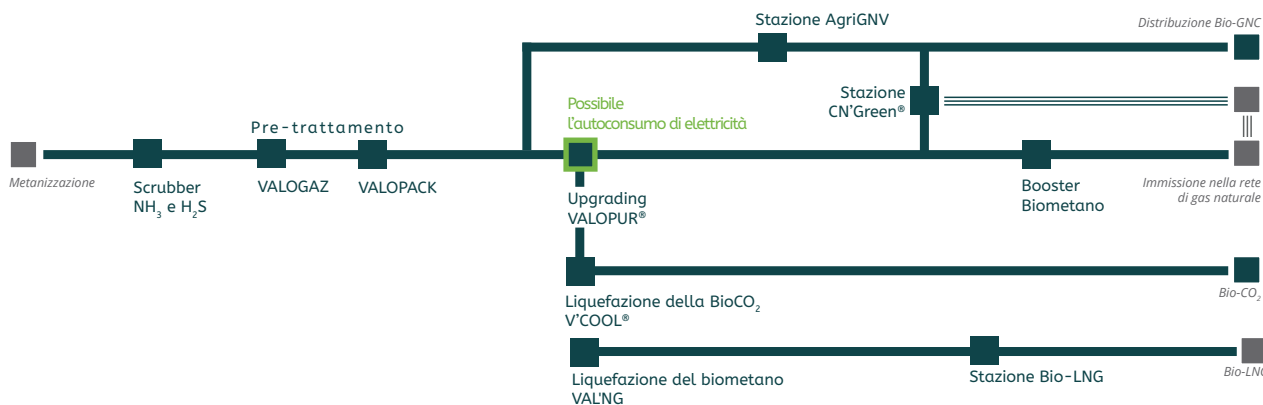 Stazione AgriGNV
Distribuzione Bio-GNC
Possibile
l'autoconsumo di elettricità
Stazione
CN'Green®
Pre-trattamento
Metanizzazione
Scrubber
NH₃ e H₂S
VALOGAZ
VALOPACK
Upgrading
VALOPUR®
Booster
Biometano
Immissione nella rete
di gas naturale
Liquefazione della BioCO₂
V'COOL®
Bio-CO₂
Liquefazione del biometano
VAL'NG
Stazione Bio-LNG
Bio-LNG